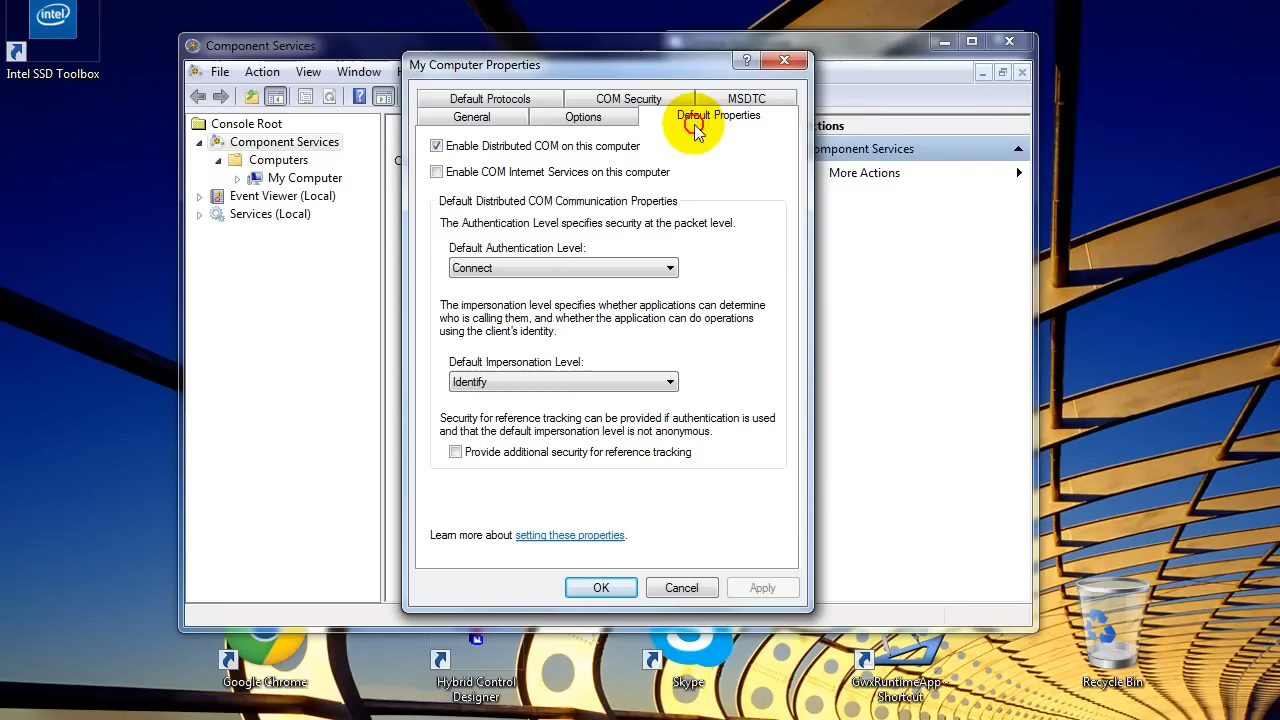 intel
Intel SSD Toolbox
Component Services
File Action View Window
My Computer Properties
Default Protocols COM Security MSDTC
General Options Default Properties
Console Root
Component Services
Computers
My Computer
Event Viewer (Local)
Services (Local)
Enable Distributed COM on this computer
Enable COM Internet Services on this computer
Default Distributed COM Communication Properties
The Authentication Level specifies security at the packet level.
Default Authentication Level:
Connect
The impersonation level specifies whether applications can determine
who is calling them, and whether the application can do operations
using the client's identity.
Default Impersonation Level:
Identify
Security for reference tracking can be provided if authentication is used
and that the default impersonation level is not anonymous.
Provide additional security for reference tracking
Learn more about setting these properties.
OK Cancel Apply
ctions
omponent Services
More Actions
Google Chrome
Hybrid Control
Designer
Skype
GwxRuntimeApp -
Shortcut
Recycle Bin